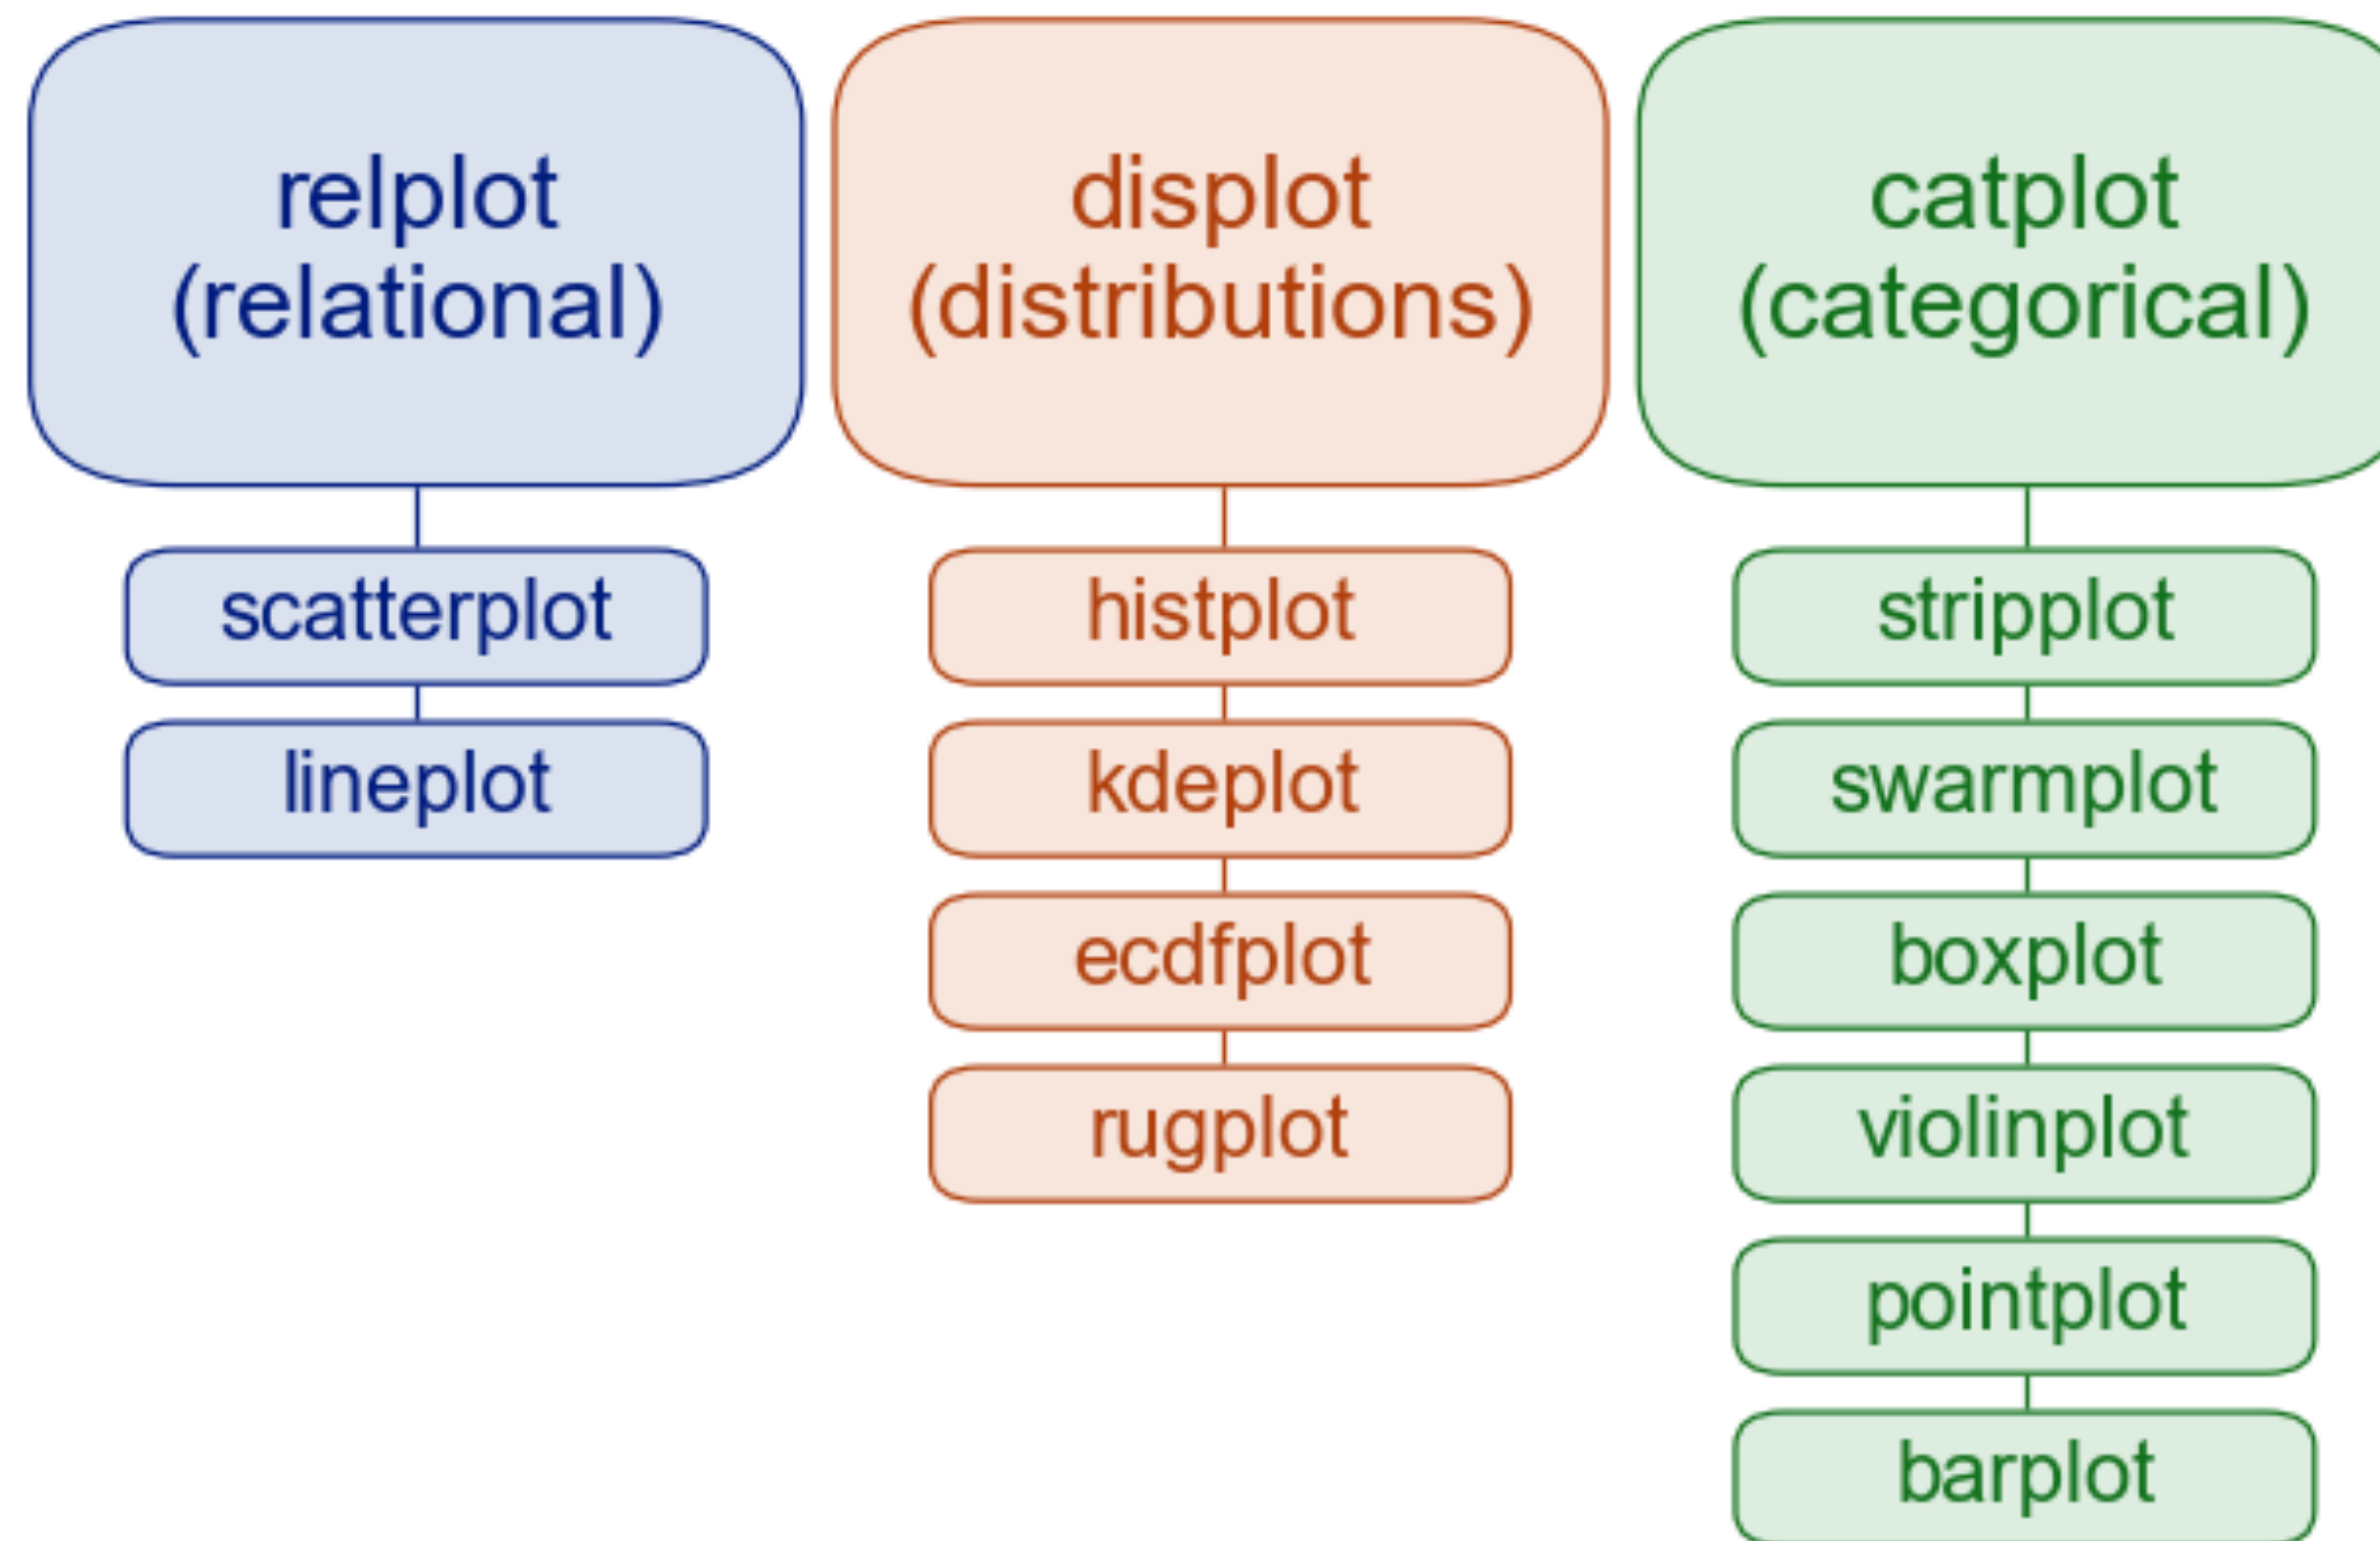 relplot
(relational)
scatterplot
lineplot
displot
(distributions)
histplot
kdeplot
ecdfplot
rugplot
catplot
(categorical)
stripplot
swarmplot
boxplot
violinplot
pointplot
barplot